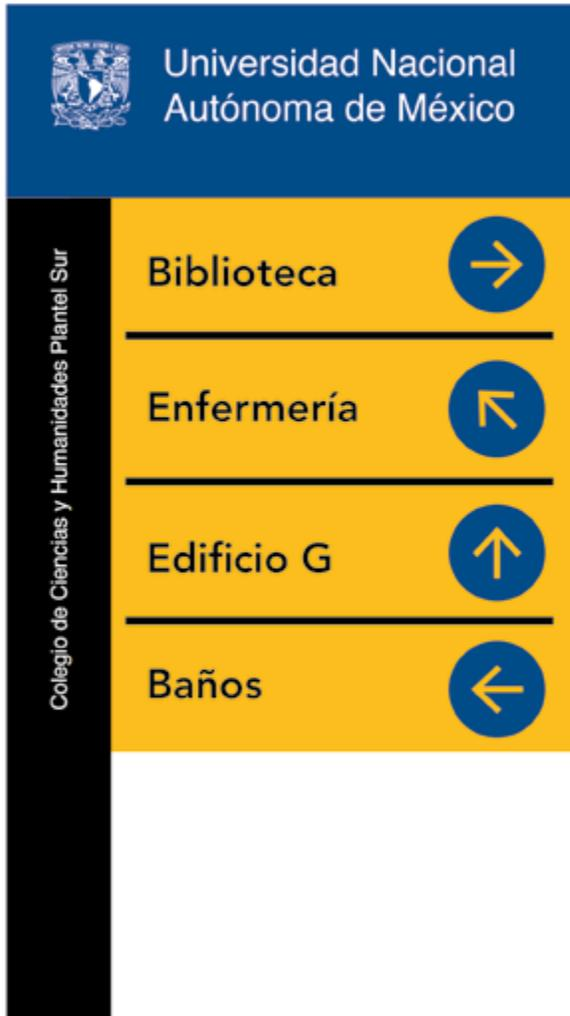 Universidad Nacional
Autónoma de México
Colegio de Ciencias y Humanidades Plantel Sur
Biblioteca
Enfermería
Edificio G
Baños